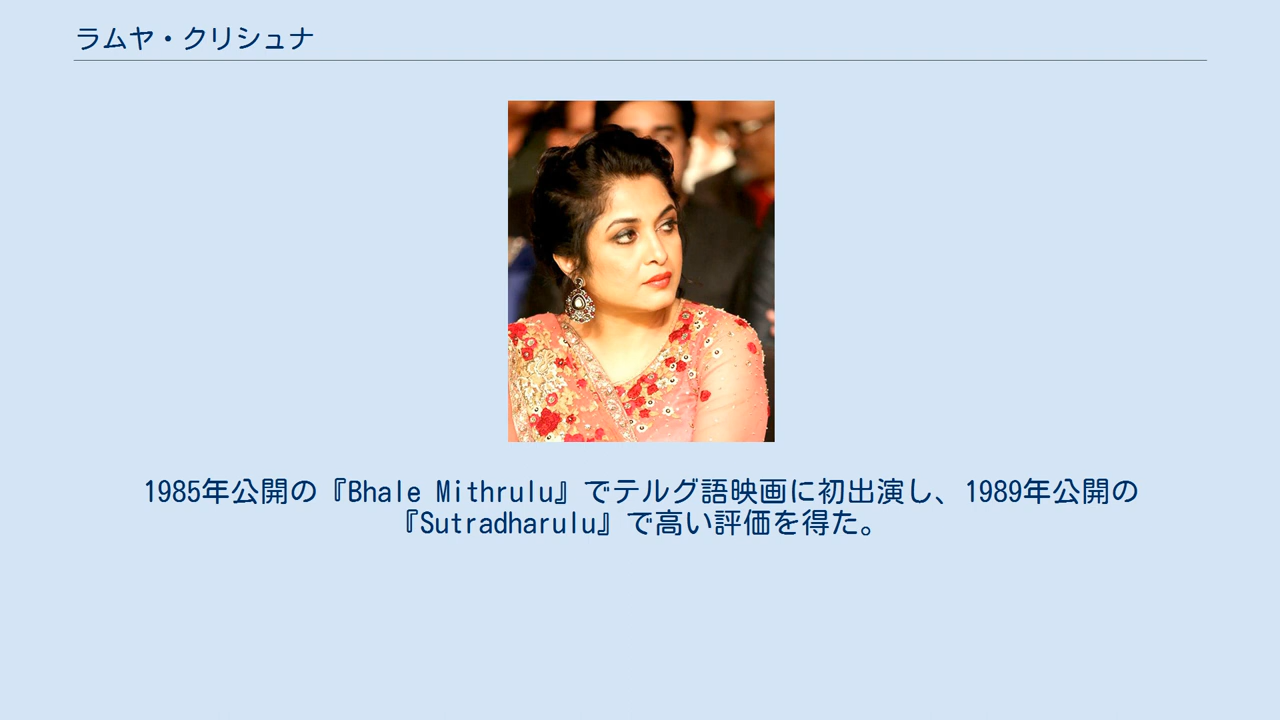 ラムヤ・クリシュナ
1985年公開の『Bhale Mithrulu』でテルグ語映画に初出演し、1989年公開の
『Sutradharulu』で高い評価を得た。